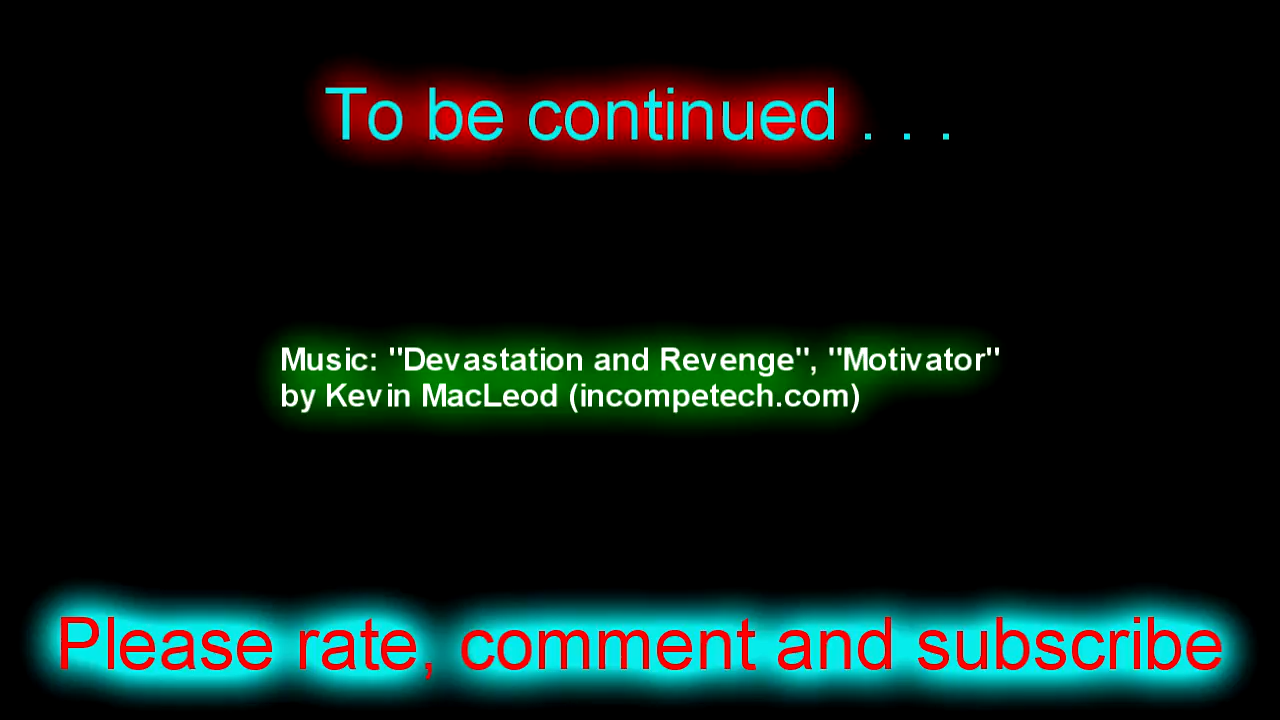 To be continued . . .
Music: "Devastation and Revenge", "Motivator"
by Kevin MacLeod (incompetech.com)
Please rate, comment and subscribe